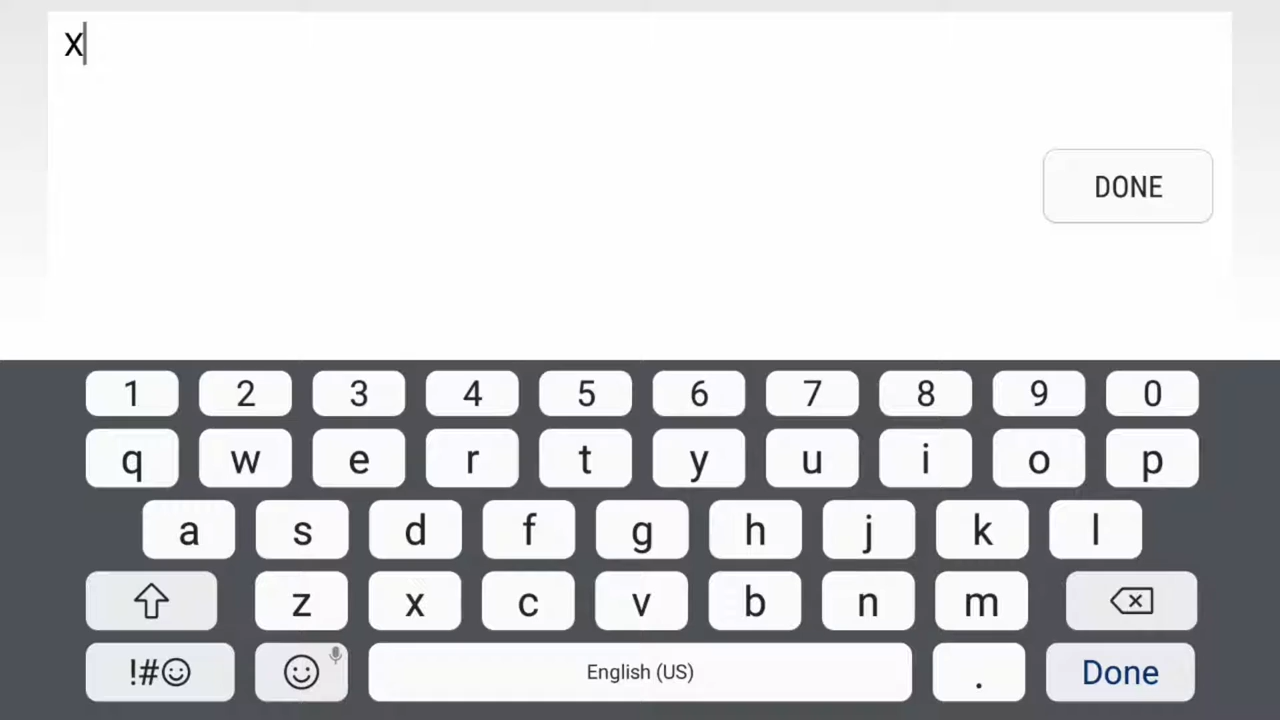 X
DONE
1 2 3 4 5 6 7 8 9 0
q w e r t y u i o p
a s d f g h j k l
z x c v b n m
!#☺ English (US) . Done